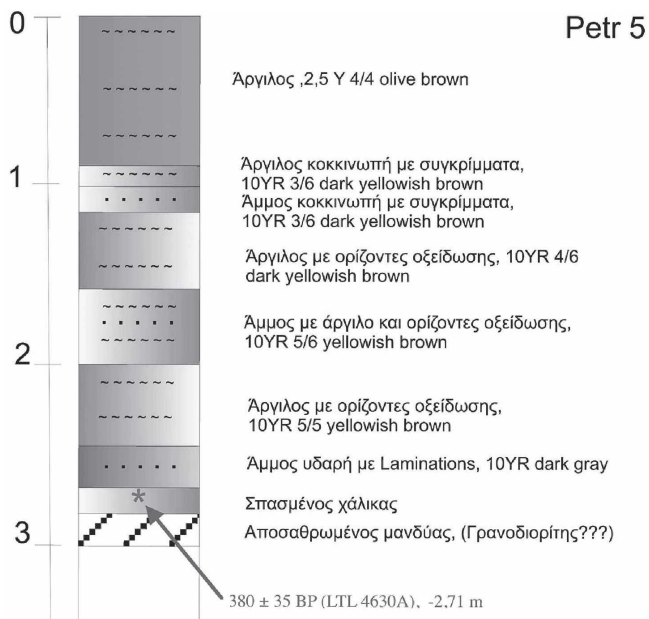 Petr 5
0
Άργιλος ,2,5 Y 4/4 olive brown
1
Άργιλος κοκκινωπή με συγκρίμματα,
10YR 3/6 dark yellowish brown
Άμμος κοκκινωπή με συγκρίμματα,
10YR 3/6 dark yellowish brown
Άργιλος με ορίζοντες οξείδωσης, 10YR 4/6
dark yellowish brown
Άμμος με άργιλο και ορίζοντες οξείδωσης,
10YR 5/6 yellowish brown
2
Άργιλος με ορίζοντες οξείδωσης,
10YR 5/5 yellowish brown
Άμμος υδαρή με Laminations, 10YR dark gray
Σπασμένος χάλικας
Αποσαθρωμένος μανδύας, (Γρανοδιορίτης???)
3
380 ± 35 BP (LTL 4630A), -2,71 m